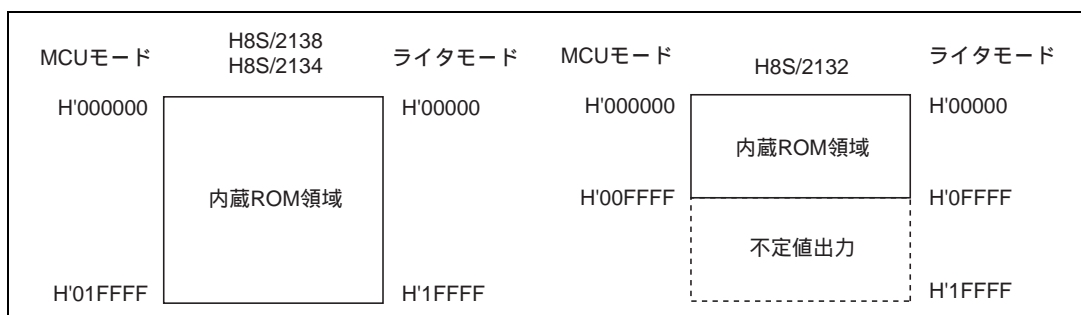 MCUモード
H8S/2138
H8S/2134
ライタモード
H'000000
H'00000
内蔵ROM領域
H'01FFFF
H'1FFFF
MCUモード
H8S/2132
ライタモード
H'000000
H'00000
内蔵ROM領域
H'00FFFF
H'0FFFF
不定値出力
H'1FFFF